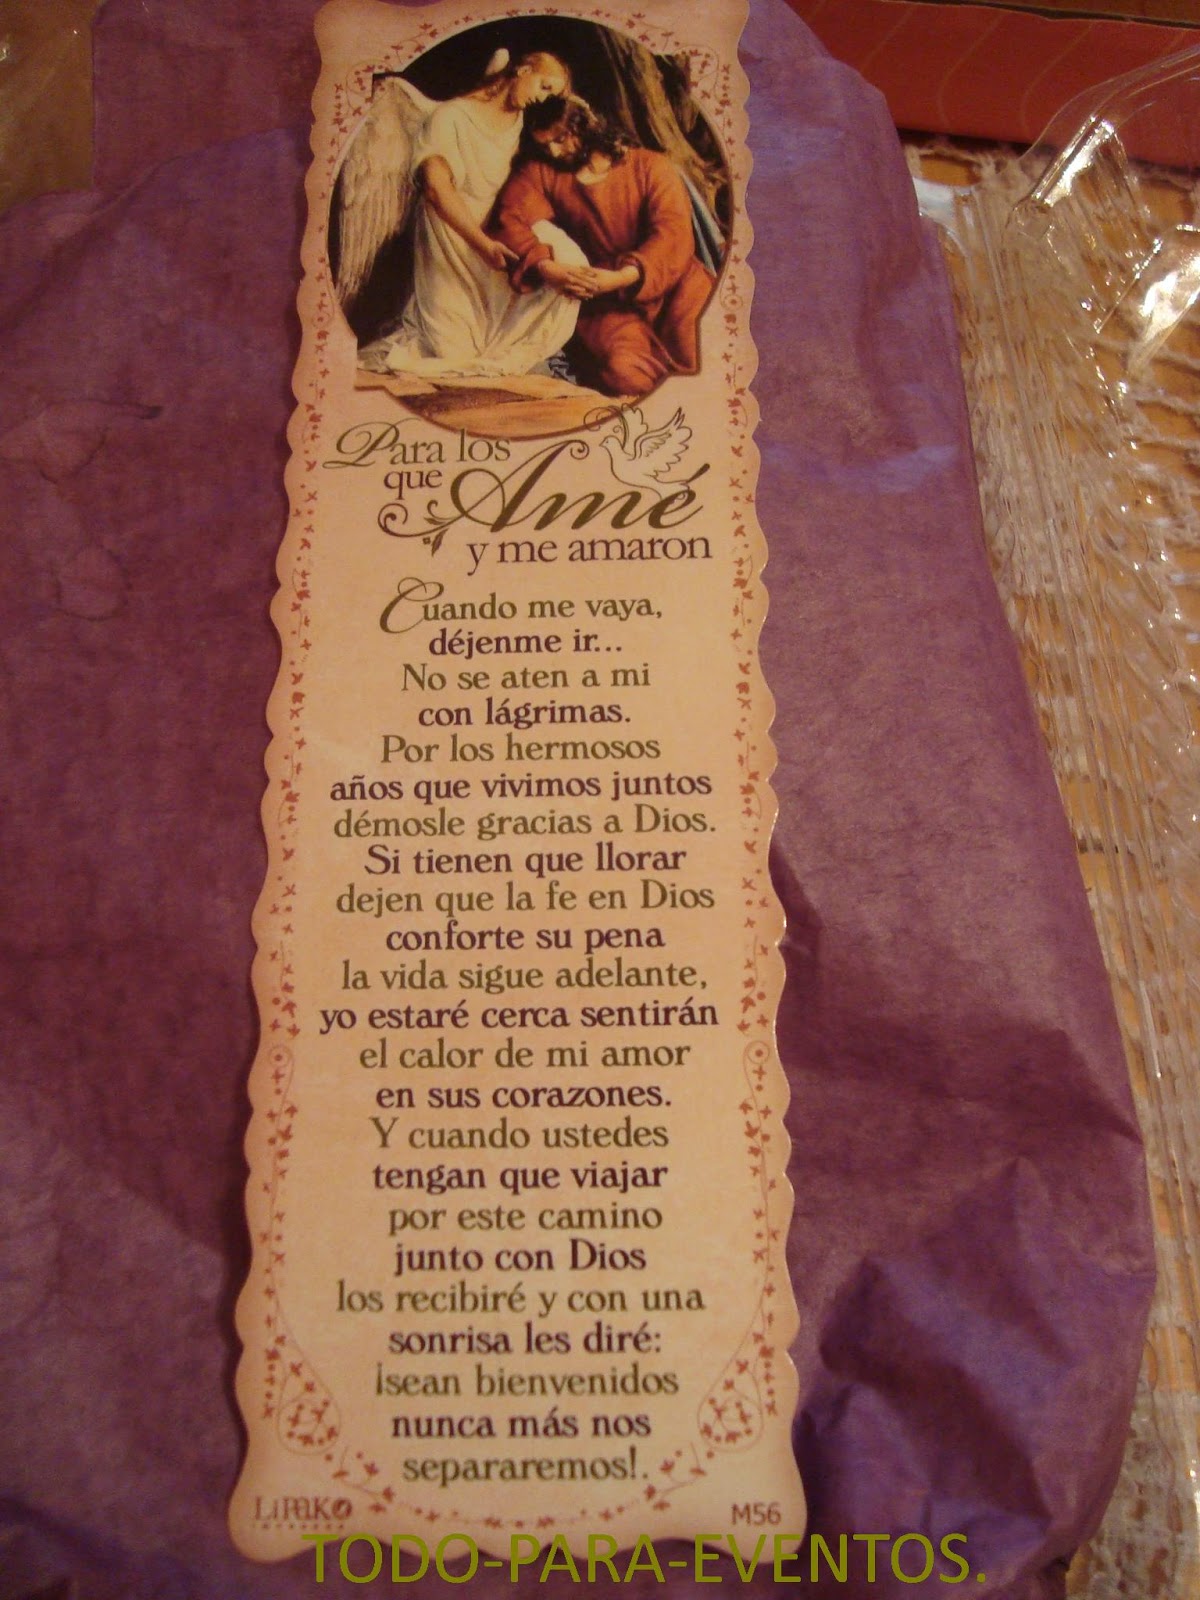 Para los
que Amé
y me amaron
Cuando me vaya,
déjenme ir...
No se aten a mi
con lágrimas.
Por los hermosos
años que vivimos juntos
démosle gracias a Dios.
Si tienen que llorar
dejen que la fe en Dios
conforte su pena
la vida sigue adelante,
yo estaré cerca sentirán
el calor de mi amor
en sus corazones.
Y cuando ustedes
tengan que viajar
por este camino
junto con Dios
los recibiré y con una
sonrisa les diré:
¡sean bienvenidos
nunca más nos
separaremos!.
M56
TODO-PARA-EVENTOS.